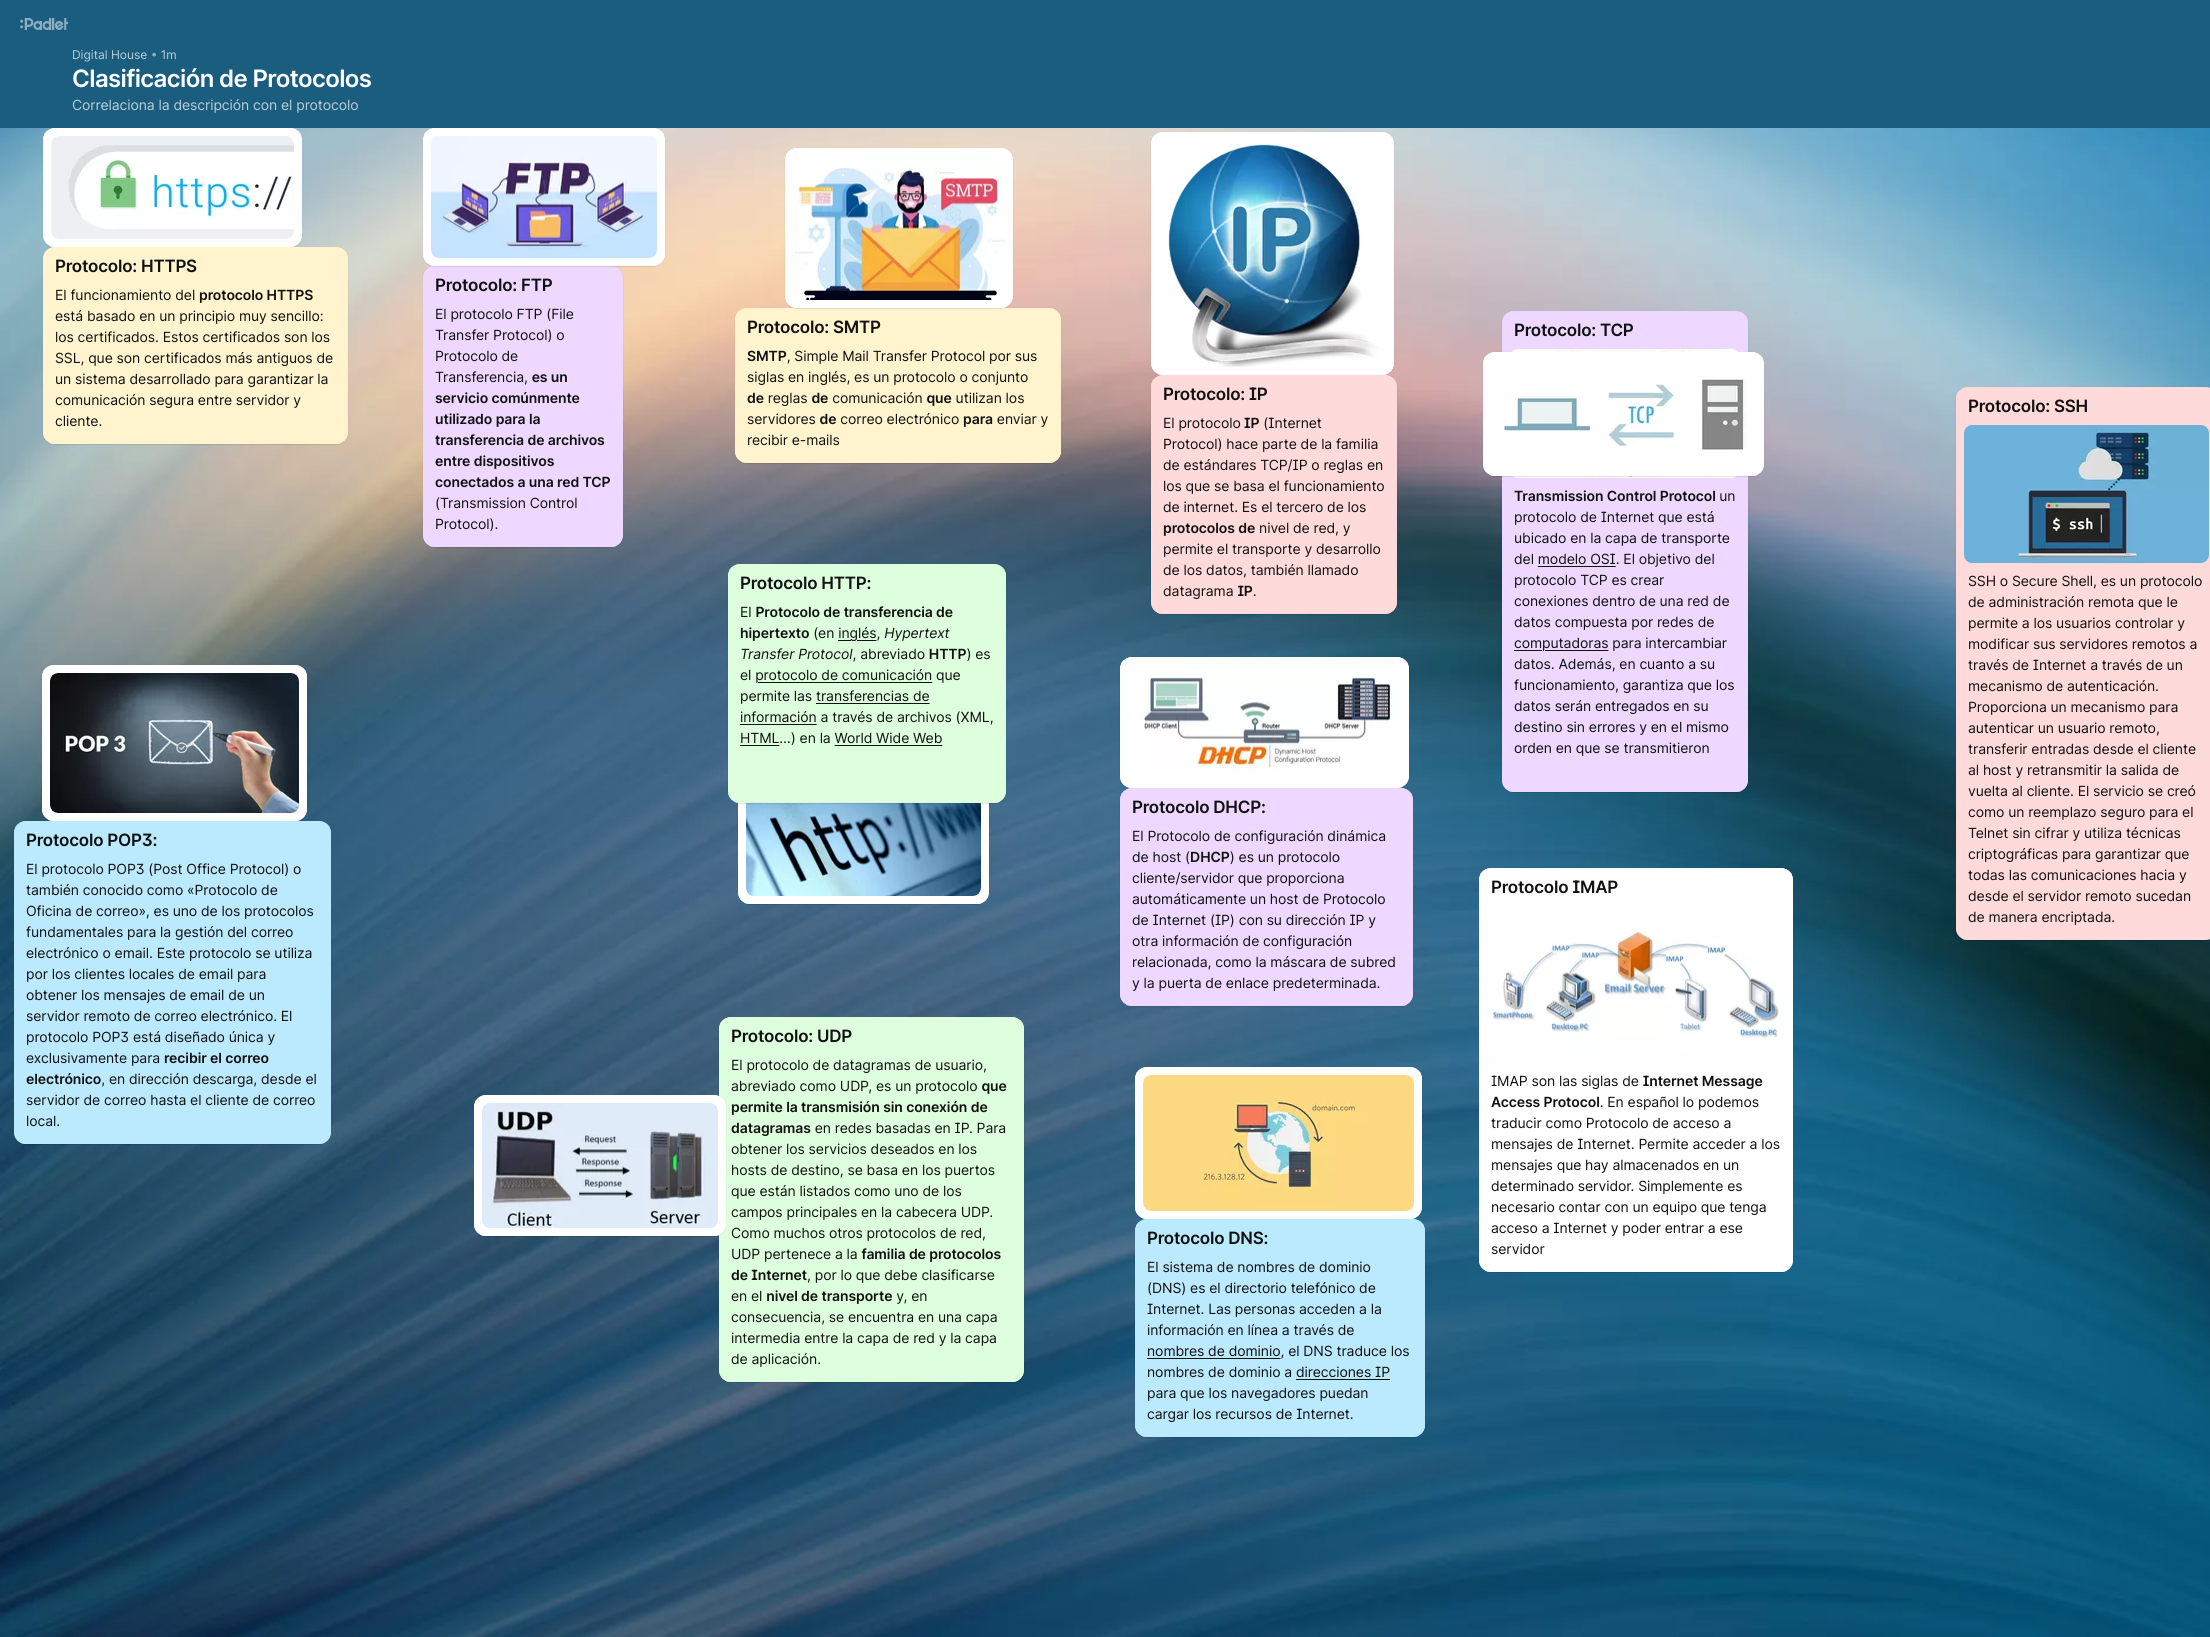 :Padlet
Digital House • 1m
Clasificación de Protocolos
Correlaciona la descripción con el protocolo
https://
Protocolo: HTTPS
El funcionamiento del protocolo HTTPS
está basado en un principio muy sencillo:
los certificados. Estos certificados son los
SSL, que son certificados más antiguos de
un sistema desarrollado para garantizar la
comunicación segura entre servidor y
cliente.
FTP
Protocolo: FTP
El protocolo FTP (File
Transfer Protocol) o
Protocolo de
Transferencia, es un
servicio comúnmente
utilizado para la
transferencia de archivos
entre dispositivos
conectados a una red TCP
(Transmission Control
Protocol).
SMTP
Protocolo: SMTP
SMTP, Simple Mail Transfer Protocol por sus
siglas en inglés, es un protocolo o conjunto
de reglas de comunicación que utilizan los
servidores de correo electrónico para enviar y
recibir e-mails
IP
Protocolo: IP
El protocolo IP (Internet
Protocol) hace parte de la familia
de estándares TCP/IP o reglas en
los que se basa el funcionamiento
de internet. Es el tercero de los
protocolos de nivel de red, y
permite el transporte y desarrollo
de los datos, también llamado
datagrama IP.
Protocolo: TCP
TCP
Transmission Control Protocol un
protocolo de Internet que está
ubicado en la capa de transporte
del modelo OSI. El objetivo del
protocolo TCP es crear
conexiones dentro de una red de
datos compuesta por redes de
computadoras para intercambiar
datos. Además, en cuanto a su
funcionamiento, garantiza que los
datos serán entregados en su
destino sin errores y en el mismo
orden en que se transmitieron
Protocolo: SSH
$ ssh
SSH o Secure Shell, es un protocolo
de administración remota que le
permite a los usuarios controlar y
modificar sus servidores remotos a
través de Internet a través de un
mecanismo de autenticación.
Proporciona un mecanismo para
autenticar un usuario remoto,
transferir entradas desde el cliente
al host y retransmitir la salida de
vuelta al cliente. El servicio se creó
como un reemplazo seguro para el
Telnet sin cifrar y utiliza técnicas
criptográficas para garantizar que
todas las comunicaciones hacia y
desde el servidor remoto sucedan
de manera encriptada.
Protocolo HTTP:
El Protocolo de transferencia de
hipertexto (en inglés, Hypertext
Transfer Protocol, abreviado HTTP) es
el protocolo de comunicación que
permite las transferencias de
información a través de archivos (XML,
HTML...) en la World Wide Web
http://ww
POP 3
Protocolo POP3:
El protocolo POP3 (Post Office Protocol) o
también conocido como «Protocolo de
Oficina de correo», es uno de los protocolos
fundamentales para la gestión del correo
electrónico o email. Este protocolo se utiliza
por los clientes locales de email para
obtener los mensajes de email de un
servidor remoto de correo electrónico. El
protocolo POP3 está diseñado única y
exclusivamente para recibir el correo
electrónico, en dirección descarga, desde el
servidor de correo hasta el cliente de correo
local.
DHCP Client
Router
DHCP Server
DHCP
Dynamic Host
Configuration Protocol
Protocolo DHCP:
El Protocolo de configuración dinámica
de host (DHCP) es un protocolo
cliente/servidor que proporciona
automáticamente un host de Protocolo
de Internet (IP) con su dirección IP y
otra información de configuración
relacionada, como la máscara de subred
y la puerta de enlace predeterminada.
Protocolo IMAP
IMAP
IMAP
IMAP
IMAP
Email Server
SmartPhone
Desktop PC
Tablet
Desktop PC
IMAP son las siglas de Internet Message
Access Protocol. En español lo podemos
traducir como Protocolo de acceso a
mensajes de Internet. Permite acceder a los
mensajes que hay almacenados en un
determinado servidor. Simplemente es
necesario contar con un equipo que tenga
acceso a Internet y poder entrar a ese
servidor
UDP
Request
Response
Response
Client
Server
Protocolo: UDP
El protocolo de datagramas de usuario,
abreviado como UDP, es un protocolo que
permite la transmisión sin conexión de
datagramas en redes basadas en IP. Para
obtener los servicios deseados en los
hosts de destino, se basa en los puertos
que están listados como uno de los
campos principales en la cabecera UDP.
Como muchos otros protocolos de red,
UDP pertenece a la familia de protocolos
de Internet, por lo que debe clasificarse
en el nivel de transporte y, en
consecuencia, se encuentra en una capa
intermedia entre la capa de red y la capa
de aplicación.
domain.com
216.3.128.12
Protocolo DNS:
El sistema de nombres de dominio
(DNS) es el directorio telefónico de
Internet. Las personas acceden a la
información en línea a través de
nombres de dominio, el DNS traduce los
nombres de dominio a direcciones IP
para que los navegadores puedan
cargar los recursos de Internet.